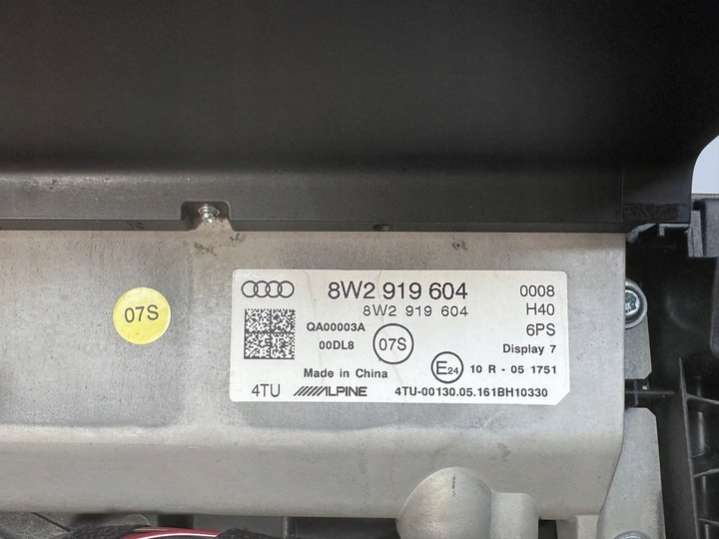 07S
8W2 919 604
8W2 919 604
0008
H40
6PS
QA00003A
00DL8
07S
Display 7
Made in China
E24
10 R - 05 1751
4TU
ALPINE
4TU-00130.05.161BH10330